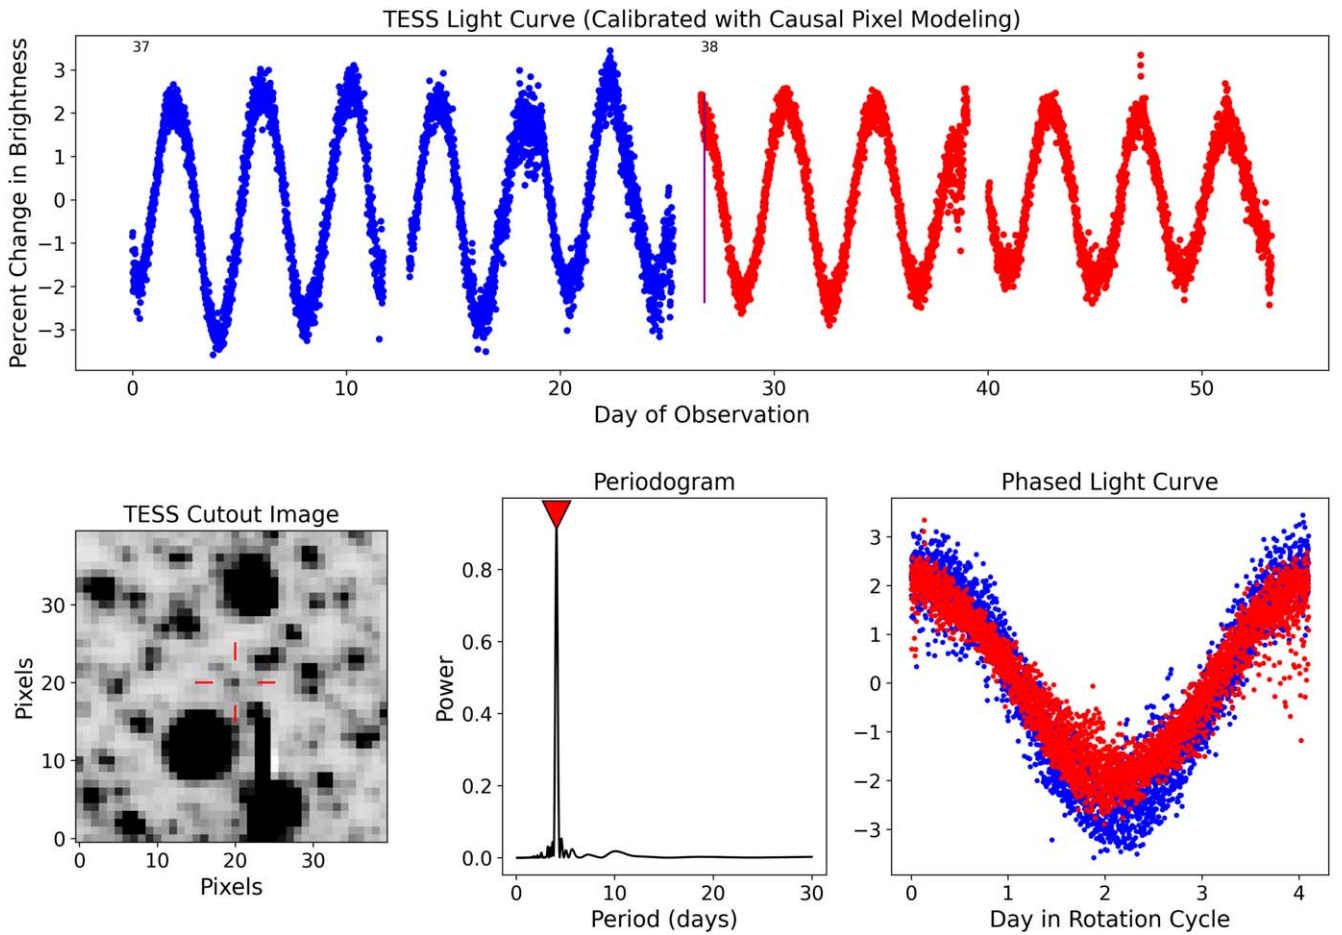 TESS Light Curve (Calibrated with Causal Pixel Modeling)
37
38
Percent Change in Brightness
3
2
1
0
−1
−2
−3
0 10 20 30 40 50
Day of Observation
TESS Cutout Image
Pixels
30
20
10
0
0 10 20 30
Pixels
Periodogram
Power
0.8
0.6
0.4
0.2
0.0
0 10 20 30
Period (days)
Phased Light Curve
3
2
1
0
−1
−2
−3
0 1 2 3 4
Day in Rotation Cycle